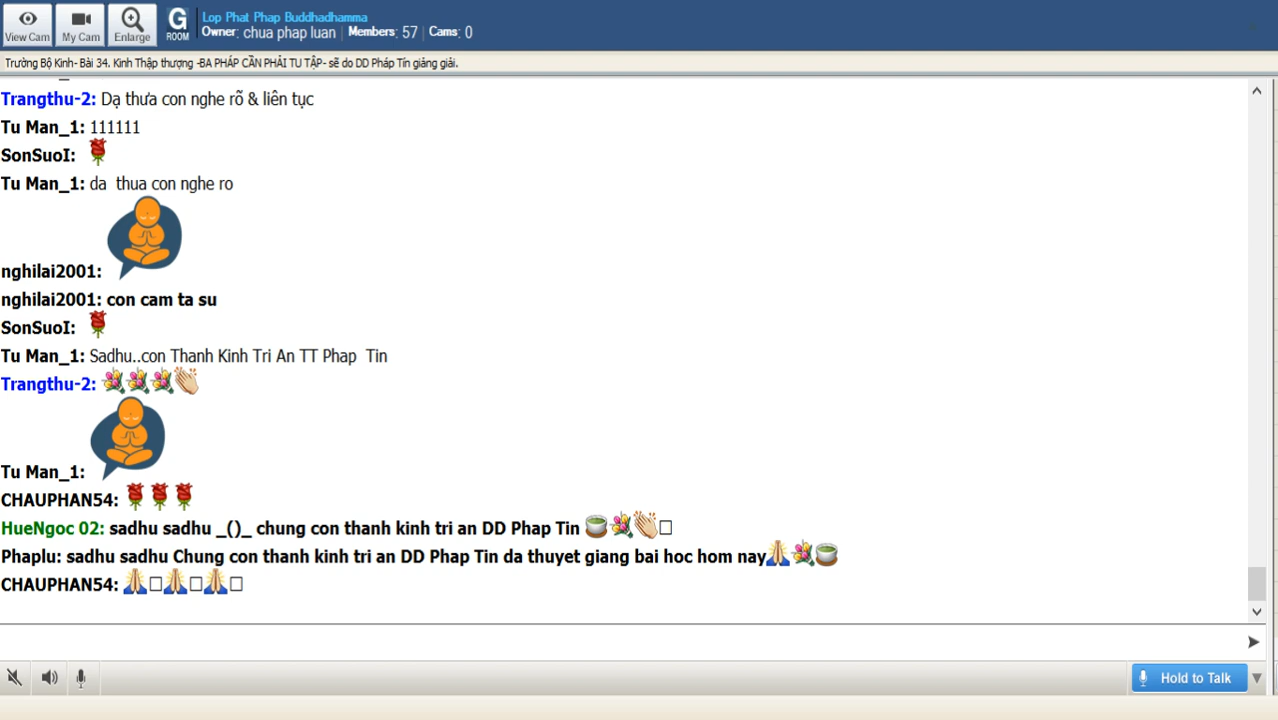 View Cam
My Cam
Enlarge
G
ROOM
Lop Phat Phap Buddhadhamma
Owner: chua phap luan | Members: 57 | Cams: 0
Trường Bộ Kinh- Bài 34. Kinh Thập thượng -BA PHÁP CẦN PHẢI TU TẬP- sẽ do DD Pháp Tín giảng giải.
Trangthu-2: Dạ thưa con nghe rõ & liên tục
Tu Man_1: 111111
SonSuoI:
Tu Man_1: da thua con nghe ro
nghilai2001:
nghilai2001: con cam ta su
SonSuoI:
Tu Man_1: Sadhu..con Thanh Kinh Tri An TT Phap Tin
Trangthu-2:
Tu Man_1:
CHAUPHAN54:
HueNgoc 02: sadhu sadhu _()_ chung con thanh kinh tri an DD Phap Tin
Phaplu: sadhu sadhu Chung con thanh kinh tri an DD Phap Tin da thuyet giang bai hoc hom nay
CHAUPHAN54:
Hold to Talk